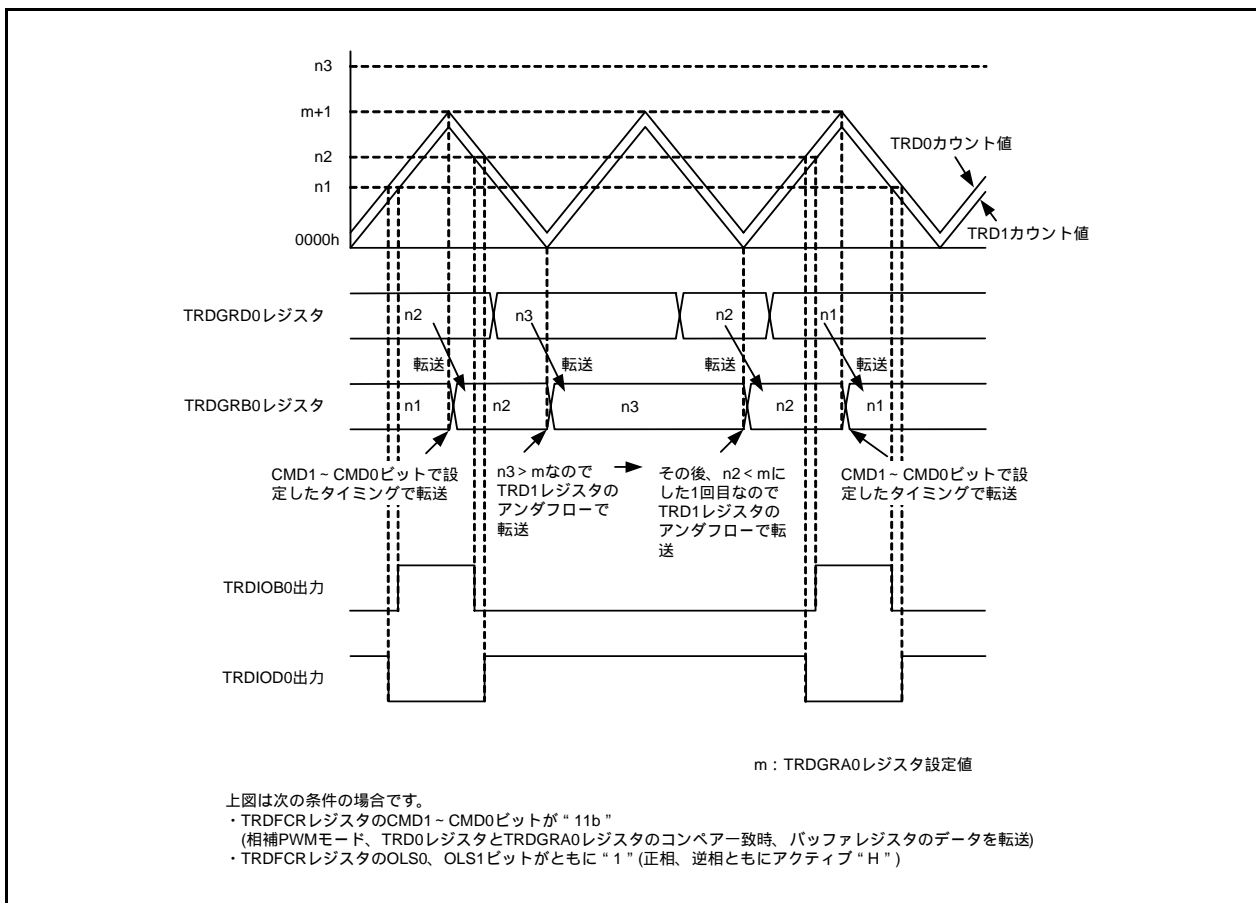 n3
m+1
n2
n1
0000h
TRD0カウント値
TRD1カウント値
TRDGRD0レジスタ
n2
n3
n2
n1
転送
転送
転送
転送
TRDGRB0レジスタ
n1
n2
n3
n2
n1
CMD1~CMD0ビットで設
定したタイミングで転送
n3>mなので
TRD1レジスタの
アンダフローで
転送
その後、n2<mに
した1回目なので
TRD1レジスタの
アンダフローで転
送
CMD1~CMD0ビットで設
定したタイミングで転送
TRDIOB0出力
TRDIOD0出力
m:TRDGRA0レジスタ設定値
上図は次の条件の場合です。
・TRDFCRレジスタのCMD1~CMD0ビットが“11b”
(相補PWMモード、TRD0レジスタとTRDGRA0レジスタのコンペア一致時、バッファレジスタのデータを転送)
・TRDFCRレジスタのOLS0、OLS1ビットがともに“1”(正相、逆相ともにアクティブ“H”)